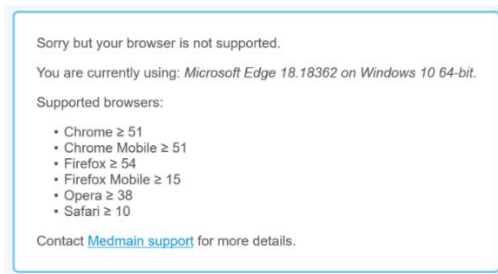 Sorry but your browser is not supported.
You are currently using: Microsoft Edge 18.18362 on Windows 10 64-bit.
Supported browsers:
• Chrome ≥ 51
• Chrome Mobile ≥ 51
• Firefox ≥ 54
• Firefox Mobile ≥ 15
• Opera ≥ 38
• Safari ≥ 10
Contact Medmain support for more details.